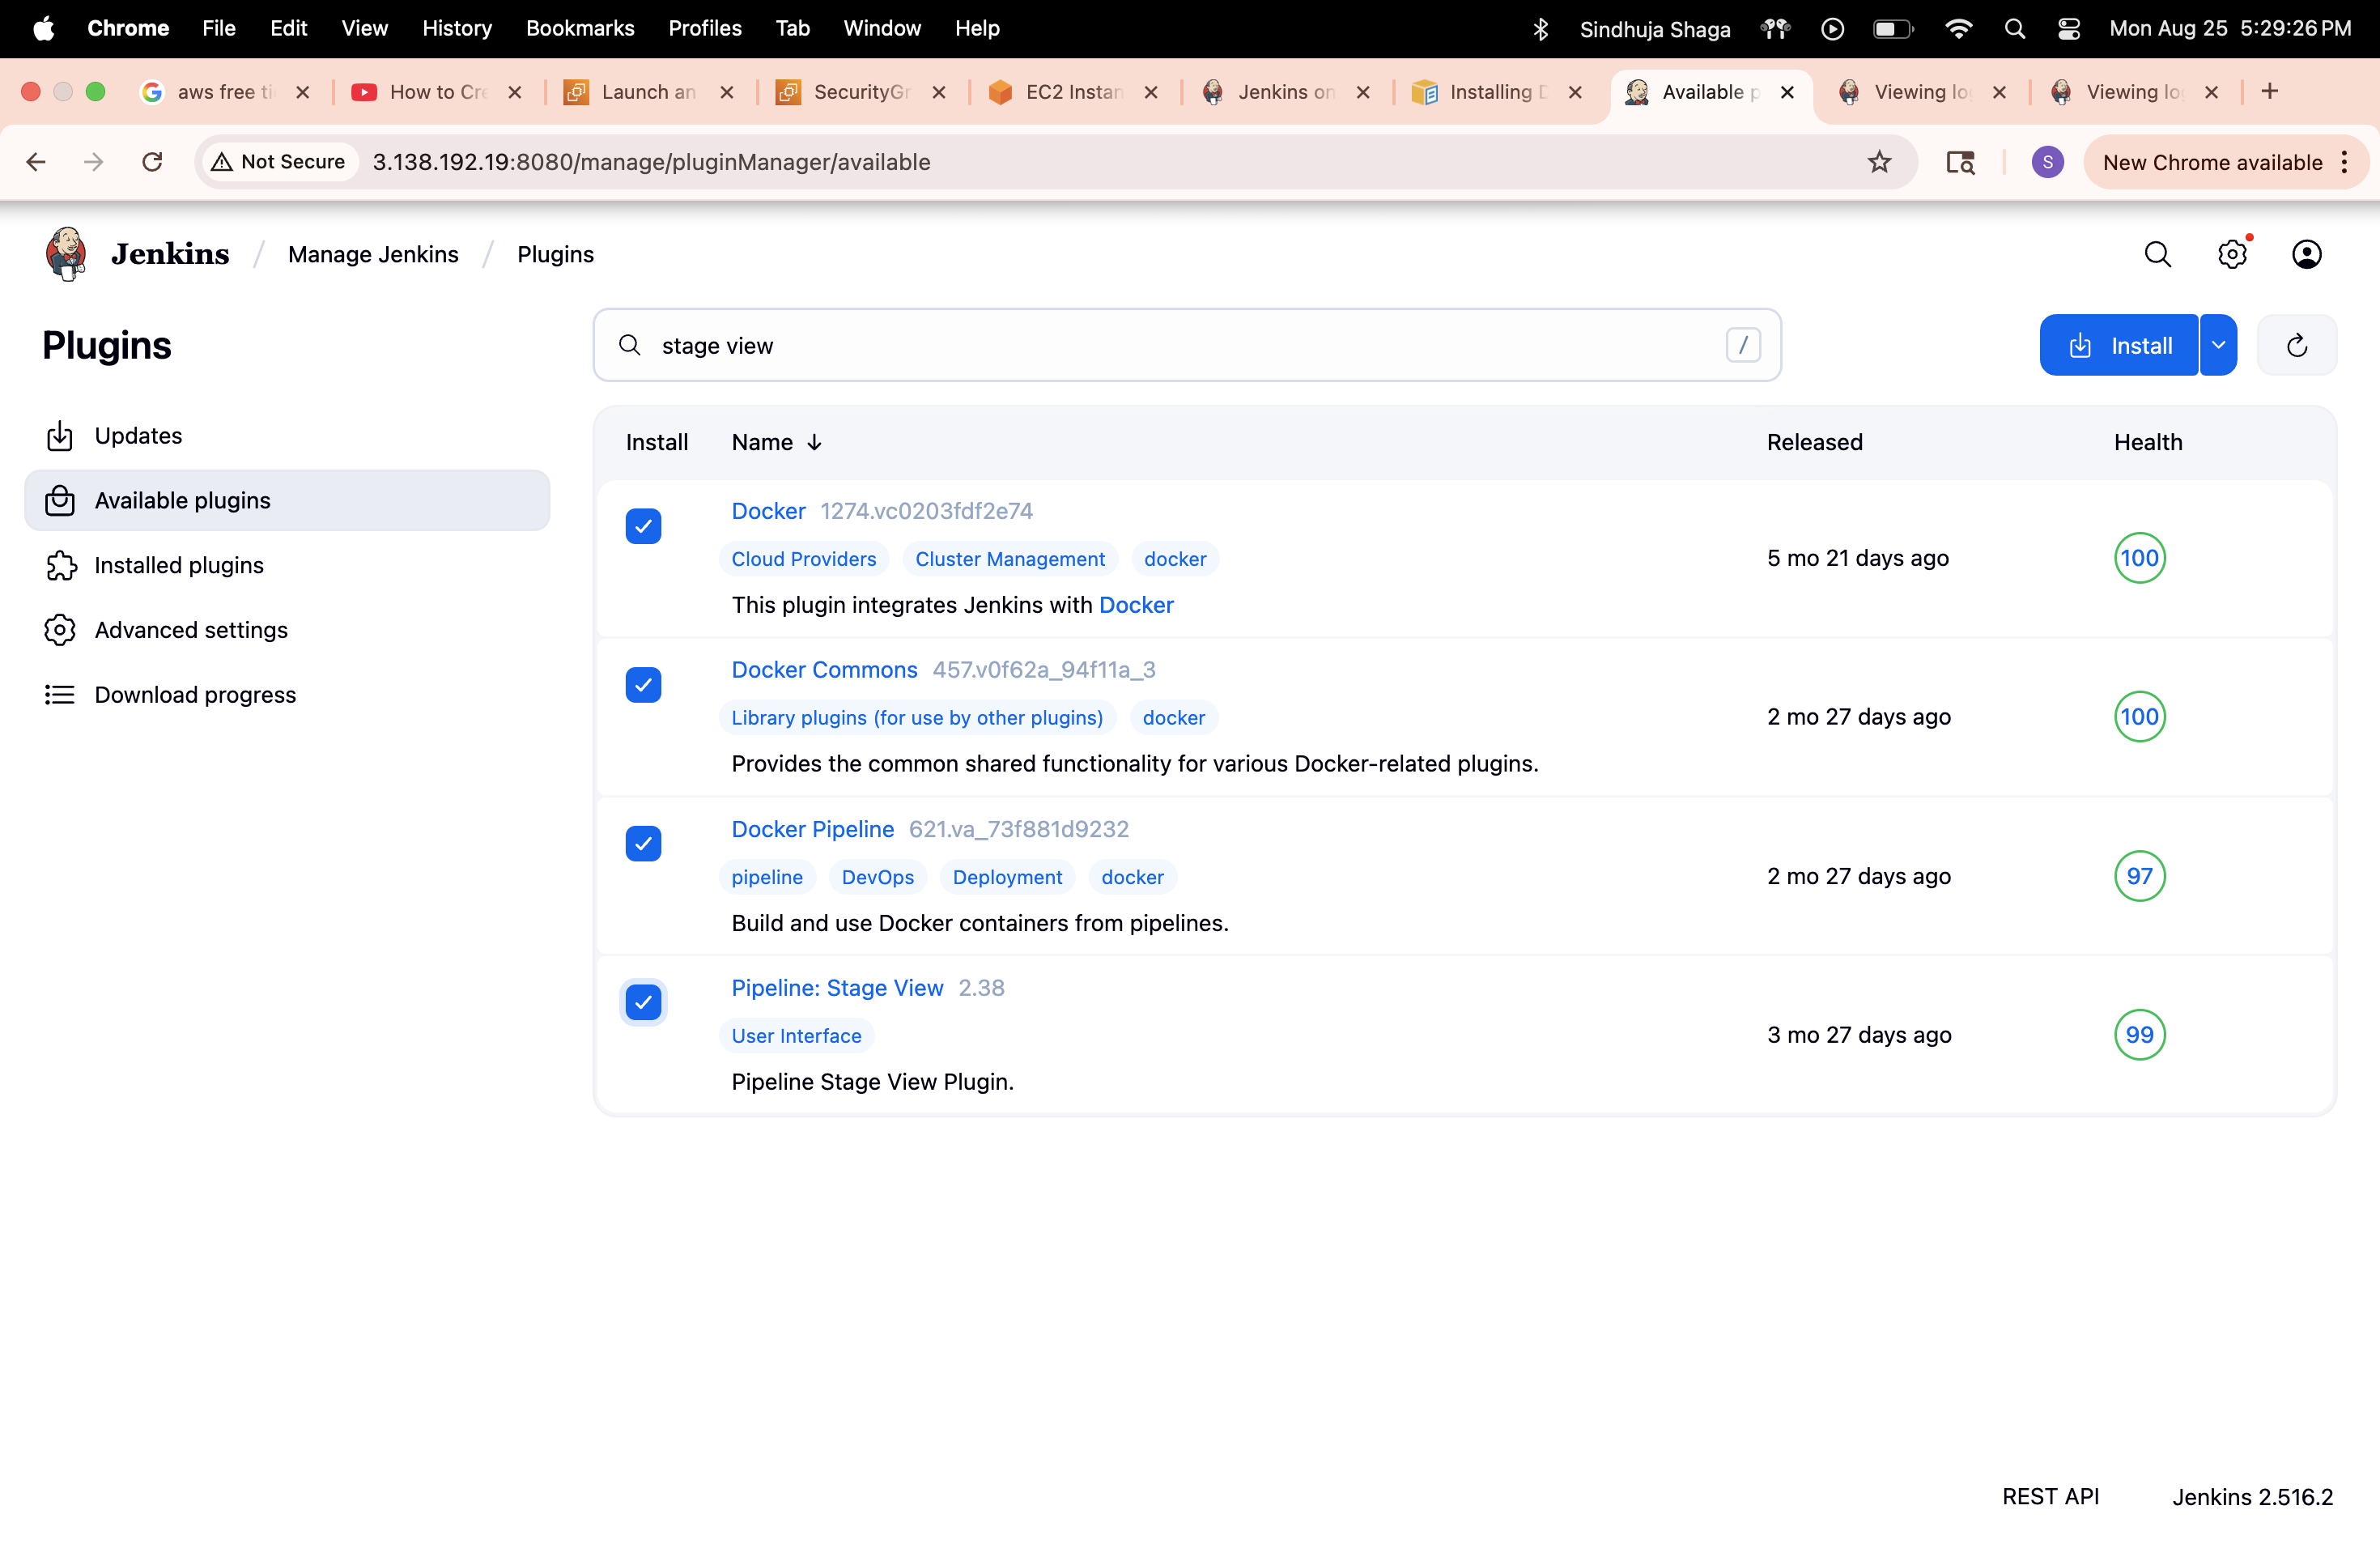 Chrome File Edit View History Bookmarks Profiles Tab Window Help Sindhuja Shaga Mon Aug 25 5:29:26 PM
aws free ti How to Cre Launch an SecurityGr EC2 Instan Jenkins on Installing D Available p Viewing lo Viewing lo
Not Secure 3.138.192.19:8080/manage/pluginManager/available S New Chrome available
Jenkins / Manage Jenkins / Plugins
Plugins
stage view /
Install
Updates
Available plugins
Installed plugins
Advanced settings
Download progress
Install Name Released Health
Docker 1274.vc0203fdf2e74
Cloud Providers Cluster Management docker
This plugin integrates Jenkins with Docker
5 mo 21 days ago 100
Docker Commons 457.v0f62a_94f11a_3
Library plugins (for use by other plugins) docker
Provides the common shared functionality for various Docker-related plugins.
2 mo 27 days ago 100
Docker Pipeline 621.va_73f881d9232
pipeline DevOps Deployment docker
Build and use Docker containers from pipelines.
2 mo 27 days ago 97
Pipeline: Stage View 2.38
User Interface
Pipeline Stage View Plugin.
3 mo 27 days ago 99
REST API Jenkins 2.516.2